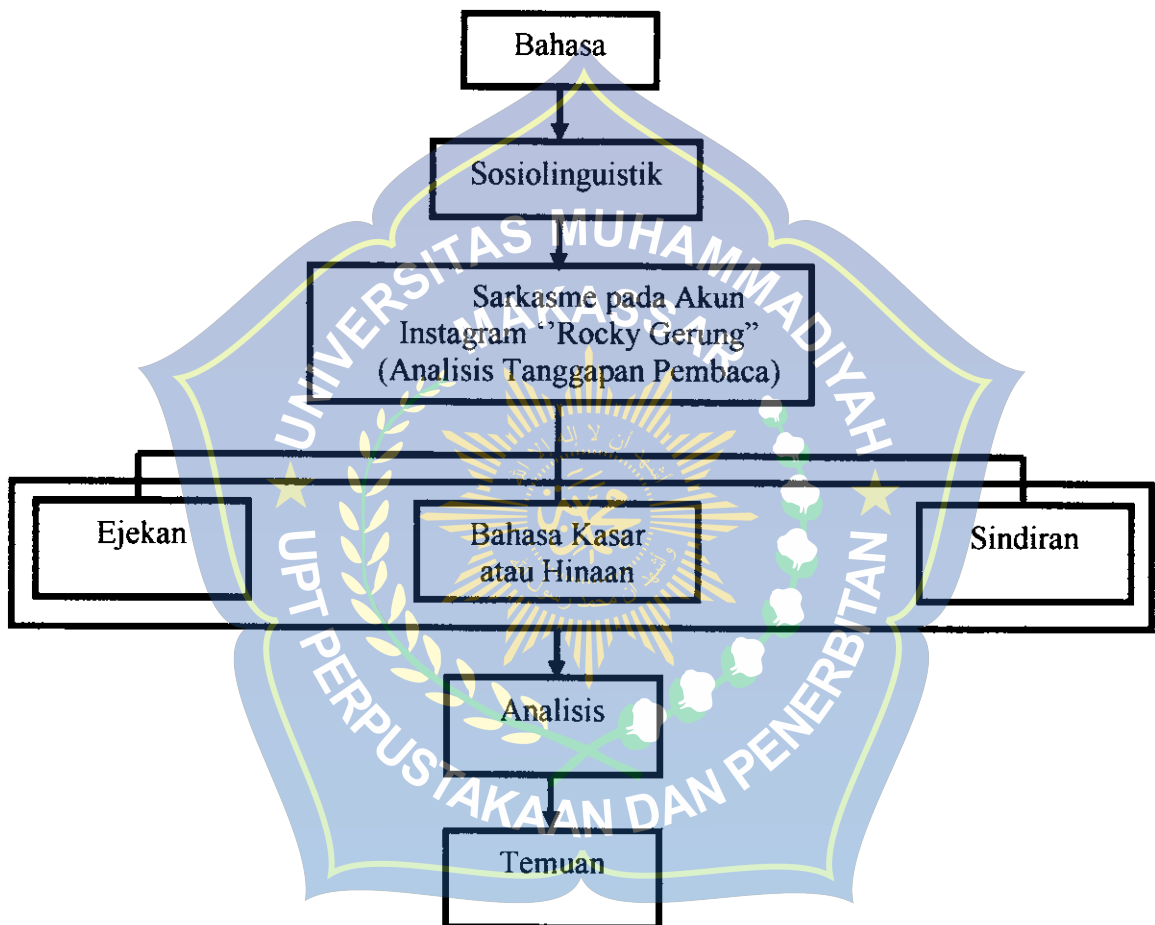 Bahasa
Sosiolinguistik
Sarkasme pada Akun
Instagram ‘’Rocky Gerung”
(Analisis Tanggapan Pembaca)
Ejekan
Bahasa Kasar
atau Hinaan
Sindiran
Analisis
Temuan
UNIVERSITAS MUHAMMADIYAH
MAKASSAR
UPT PERPUSTAKAAN DAN PENERBITAN